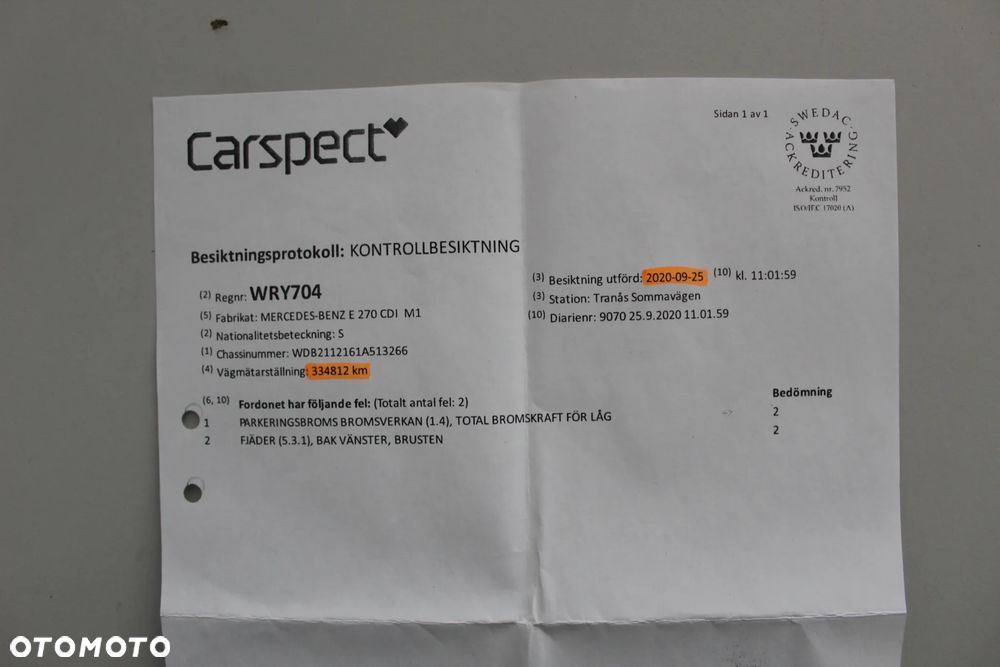 Carspect
Sidan 1 av 1
SWEDAC
ACKREDITERING
Ackred. nr. 7952
Kontroll
ISO/IEC 17020 (A)
Besiktningsprotokoll: KONTROLLBESIKTNING
(2) Regnr: WRY704
(5) Fabrikat: MERCEDES-BENZ E 270 CDI M1
(2) Nationalitetsbeteckning: S
(1) Chassinummer: WDB2112161A513266
(4) Vägmätarställning: 334812 km
(3) Besiktning utförd: 2020-09-25 (10) kl. 11:01:59
(3) Station: Tranås Sommavägen
(10) Diarienr: 9070 25.9.2020 11.01.59
(6, 10) Fordonet har följande fel: (Totalt antal fel: 2) Bedömning
1 PARKERINGSBROMS BROMSVERKAN (1.4), TOTAL BROMSKRAFT FÖR LÅG 2
2 FJÄDER (5.3.1), BAK VÄNSTER, BRUSTEN 2
OTOMOTO